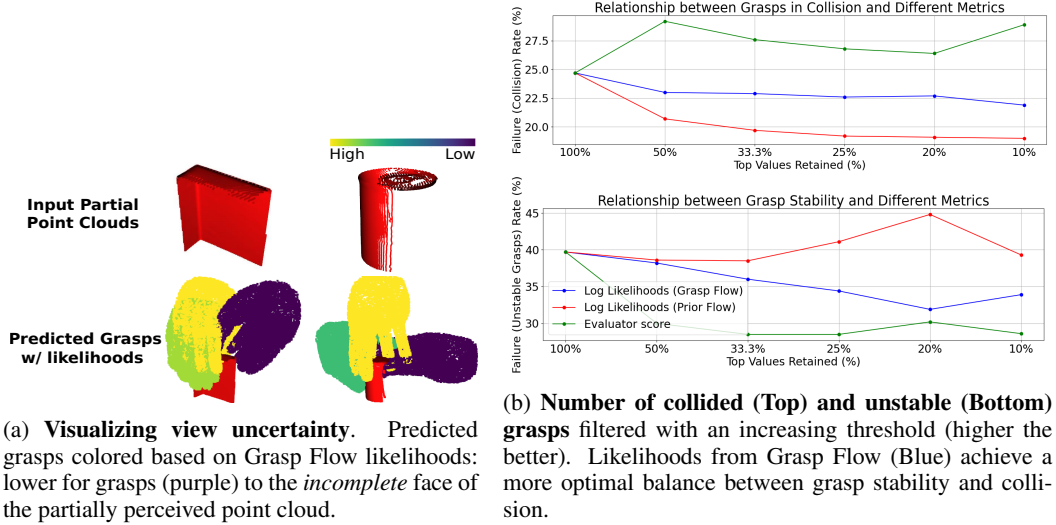 High
Low
Input Partial
Point Clouds
Predicted Grasps
w/ likelihoods
(a) Visualizing view uncertainty. Predicted
grasps colored based on Grasp Flow likelihoods:
lower for grasps (purple) to the incomplete face of
the partially perceived point cloud.
Relationship between Grasps in Collision and Different Metrics
Failure (Collision) Rate (%)
27.5
25.0
22.5
20.0
100% 50% 33.3% 25% 20% 10%
Top Values Retained (%)
Relationship between Grasp Stability and Different Metrics
Failure (Unstable Grasps) Rate (%)
45
40
35
30
Log Likelihoods (Grasp Flow)
Log Likelihoods (Prior Flow)
Evaluator score
100% 50% 33.3% 25% 20% 10%
Top Values Retained (%)
(b) Number of collided (Top) and unstable (Bottom)
grasps filtered with an increasing threshold (higher the
better). Likelihoods from Grasp Flow (Blue) achieve a
more optimal balance between grasp stability and colli-
sion.